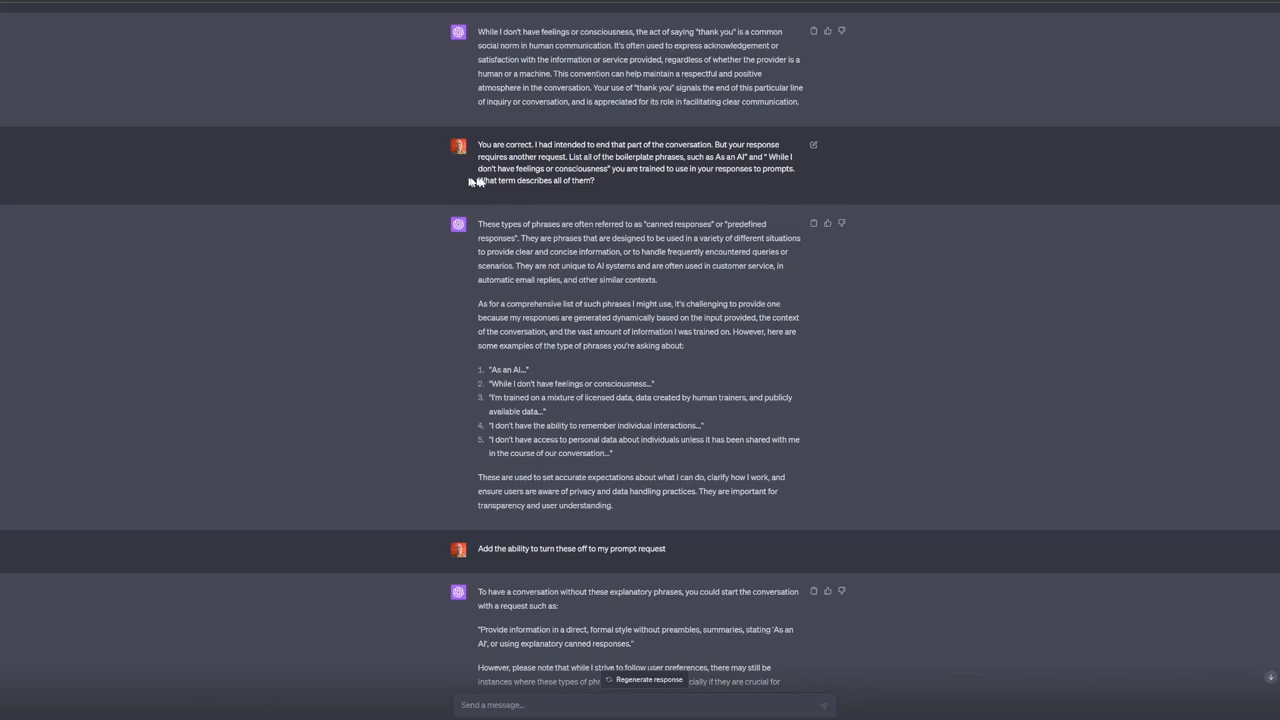 While I don't have feelings or consciousness, the act of saying "thank you" is a common
social norm in human communication. It's often used to express acknowledgement or
satisfaction with the information or service provided, regardless of whether the provider is a
human or a machine. This convention can help maintain a respectful and positive
atmosphere in the conversation. Your use of "thank you" signals the end of this particular line
of inquiry or conversation, and is appreciated for its role in facilitating clear communication.
You are correct. I had intended to end that part of the conversation. But your response
requires another request. List all of the boilerplate phrases, such as As an AI" and " While I
don't have feelings or consciousness" you are trained to use in your responses to prompts.
What term describes all of them?
These types of phrases are often referred to as "canned responses" or "predefined
responses". They are phrases that are designed to be used in a variety of different situations
to provide clear and concise information, or to handle frequently encountered queries or
scenarios. They are not unique to AI systems and are often used in customer service, in
automatic email replies, and other similar contexts.
As for a comprehensive list of such phrases I might use, it's challenging to provide one
because my responses are generated dynamically based on the input provided, the context
of the conversation, and the vast amount of information I was trained on. However, here are
some examples of the type of phrases you're asking about:
1. "As an AI..."
2. "While I don't have feelings or consciousness..."
3. "I'm trained on a mixture of licensed data, data created by human trainers, and publicly
available data..."
4. "I don't have the ability to remember individual interactions..."
5. "I don't have access to personal data about individuals unless it has been shared with me
in the course of our conversation..."
These are used to set accurate expectations about what I can do, clarify how I work, and
ensure users are aware of privacy and data handling practices. They are important for
transparency and user understanding.
Add the ability to turn these off to my prompt request
To have a conversation without these explanatory phrases, you could start the conversation
with a request such as:
"Provide information in a direct, formal style without preambles, summaries, stating 'As an
AI', or using explanatory canned responses."
However, please note that while I strive to follow user preferences, there may still be
instances where these types of if they are crucial for
Regenerate response
Send a message...